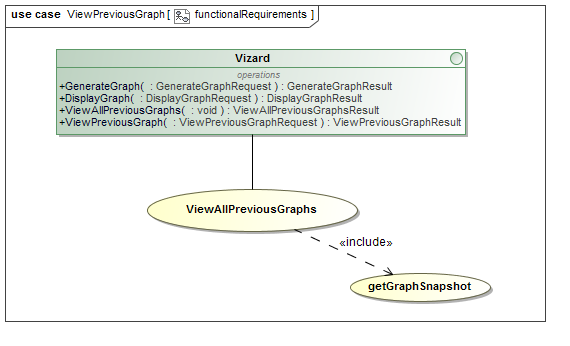 use case ViewPreviousGraph [ functionalRequirements ]
Vizard
operations
+GenerateGraph( : GenerateGraphRequest ) : GenerateGraphResult
+DisplayGraph( : DisplayGraphRequest ) : DisplayGraphResult
+ViewAllPreviousGraphs( : void ) : ViewAllPreviousGraphsResult
+ViewPreviousGraph( : ViewPreviousGraphRequest ) : ViewPreviousGraphResult
ViewAllPreviousGraphs
«include»
getGraphSnapshot